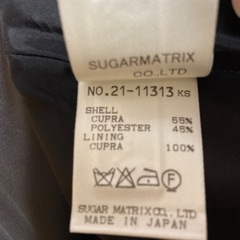 SUGARMATRIX
CO.,LTD.
NO.21-11313 KS
SHELL
CUPRA 55%
POLYESTER 45%
LINING
CUPRA 100%
F
SUGAR MATRIX CO., LTD
MADE IN JAPAN